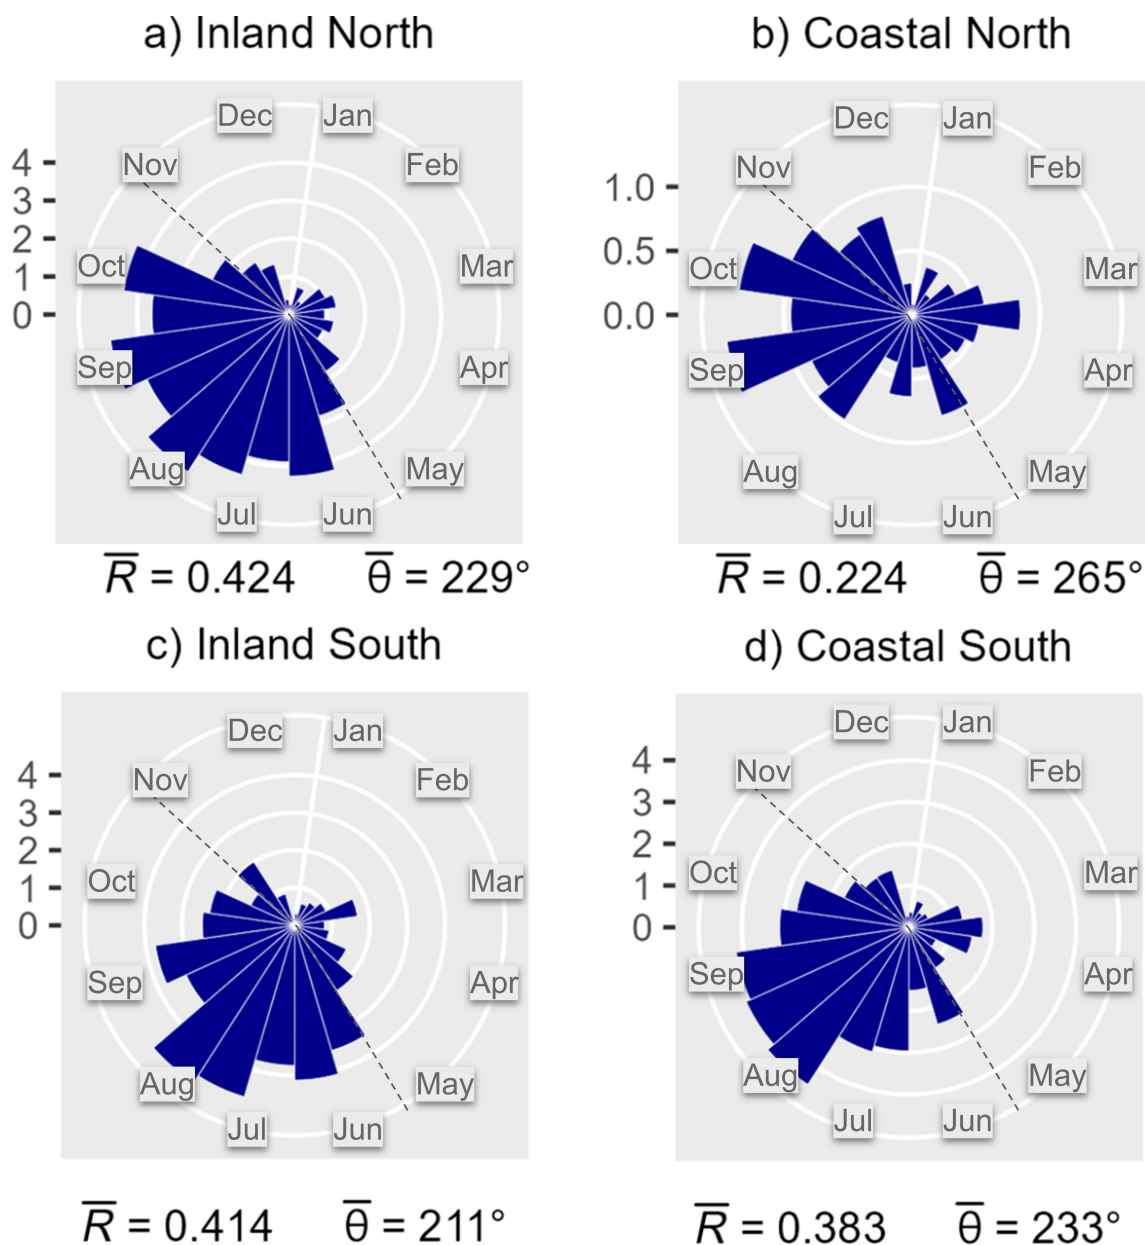 a) Inland North
Dec Jan
Nov Feb
Oct Mar
Sep Apr
Aug May
Jul Jun
4
3
2
1
0
R̅ = 0.424 θ̅ = 229°
b) Coastal North
Dec Jan
Nov Feb
Oct Mar
Sep Apr
Aug May
Jul Jun
1.0
0.5
0.0
R̅ = 0.224 θ̅ = 265°
c) Inland South
Dec Jan
Nov Feb
Oct Mar
Sep Apr
Aug May
Jul Jun
4
3
2
1
0
R̅ = 0.414 θ̅ = 211°
d) Coastal South
Dec Jan
Nov Feb
Oct Mar
Sep Apr
Aug May
Jul Jun
4
3
2
1
0
R̅ = 0.383 θ̅ = 233°